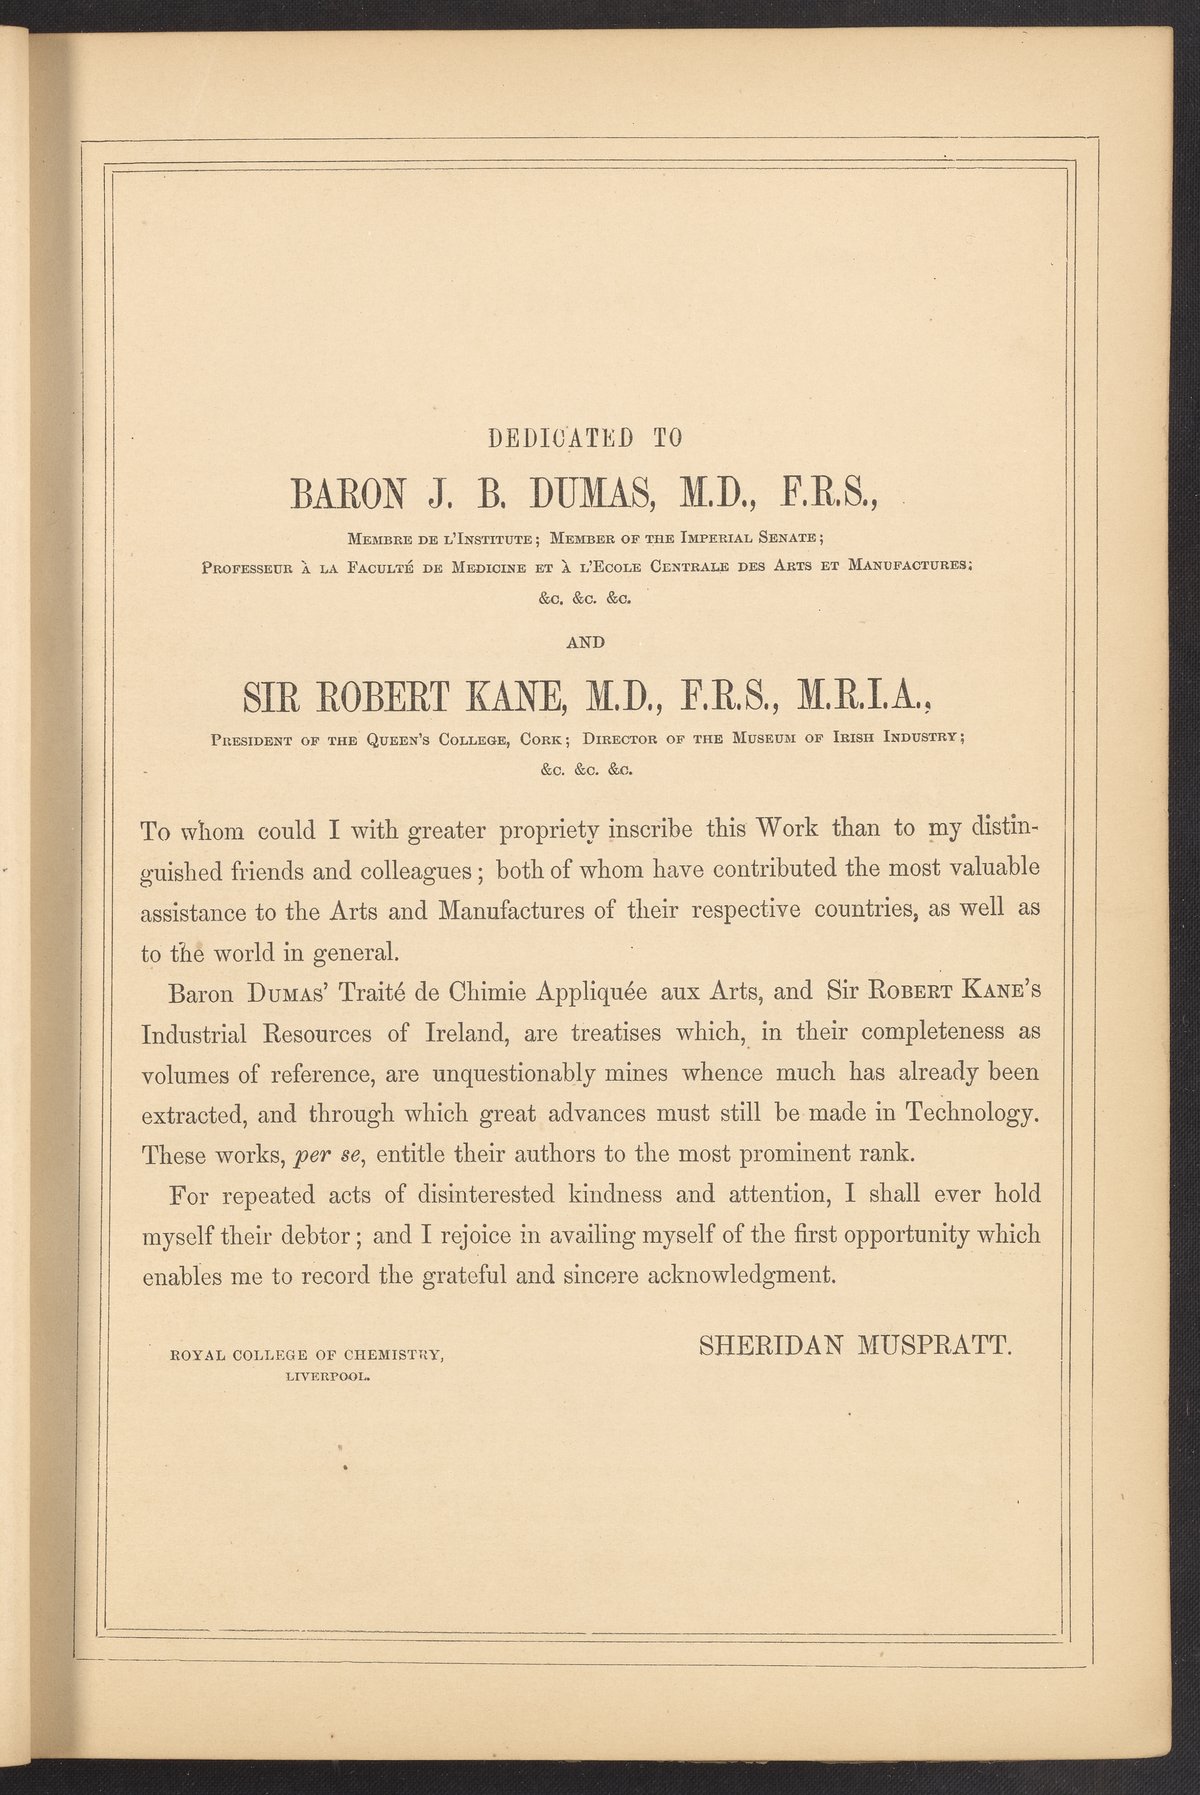 DEDICATED TO
BARON J. B. DUMAS, M.D., F.R.S.,
MEMBRE DE L'INSTITUTE; MEMBER OF THE IMPERIAL SENATE;
PROFESSEUR À LA FACULTÉ DE MEDICINE ET À L'ECOLE CENTRALE DES ARTS ET MANUFACTURES;
&C. &C. &C.
AND
SIR ROBERT KANE, M.D., F.R.S., M.R.I.A.,
PRESIDENT OF THE QUEEN'S COLLEGE, CORK; DIRECTOR OF THE MUSEUM OF IRISH INDUSTRY;
&C. &C. &C.
To whom could I with greater propriety inscribe this Work than to my distin-
guished friends and colleagues; both of whom have contributed the most valuable
assistance to the Arts and Manufactures of their respective countries, as well as
to the world in general.
Baron DUMAS' Traité de Chimie Appliquée aux Arts, and Sir ROBERT KANE'S
Industrial Resources of Ireland, are treatises which, in their completeness as
volumes of reference, are unquestionably mines whence much has already been
extracted, and through which great advances must still be made in Technology.
These works, per se, entitle their authors to the most prominent rank.
For repeated acts of disinterested kindness and attention, I shall ever hold
myself their debtor; and I rejoice in availing myself of the first opportunity which
enables me to record the grateful and sincere acknowledgment.
SHERIDAN MUSPRATT.
ROYAL COLLEGE OF CHEMISTRY,
LIVERPOOL.